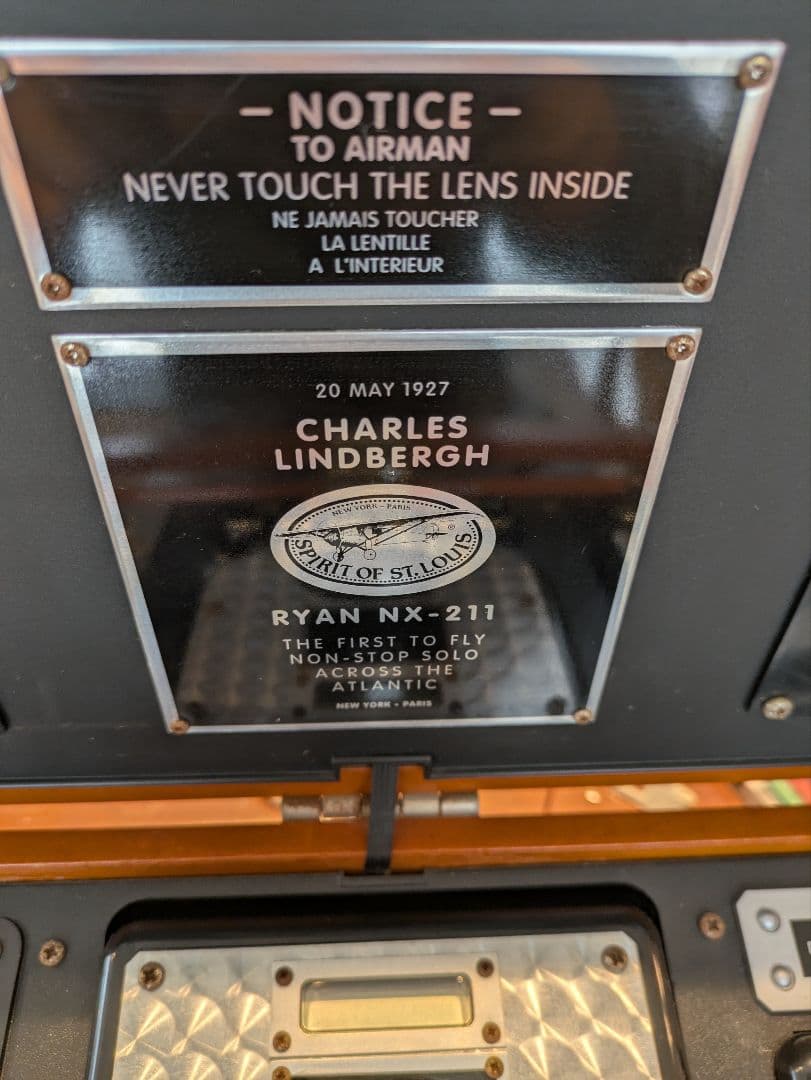 – NOTICE –
TO AIRMAN
NEVER TOUCH THE LENS INSIDE
NE JAMAIS TOUCHER
LA LENTILLE
A L'INTERIEUR
20 MAY 1927
CHARLES
LINDBERGH
NEW YORK - PARIS
®
SPIRIT OF ST. LOUIS
RYAN NX-211
THE FIRST TO FLY
NON-STOP SOLO
ACROSS THE
ATLANTIC
NEW YORK - PARIS